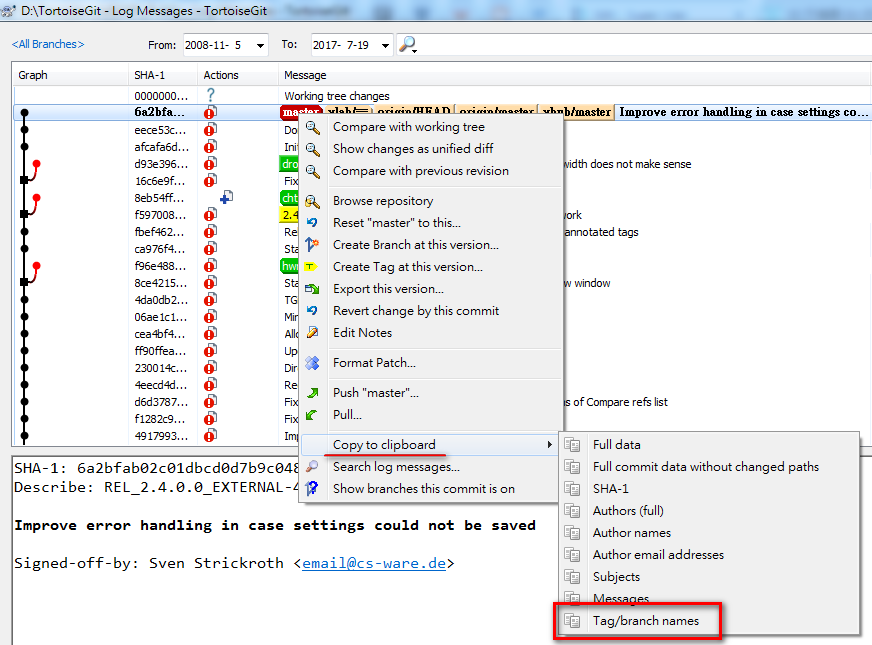 D:\TortoiseGit - Log Messages - TortoiseGit
<All Branches> From: 2008-11- 5 To: 2017- 7-19
Graph SHA-1 Actions Message
0000000... Working tree changes
6a2bfa... master origin/HEAD origin/master xhub/master Improve error handling in case settings co...
eece53c... Do
afcafa6d... Ini
d93e396... dro width does not make sense
16c6e9f... Fix
8eb54ff... cht
f597008... 2.4 work
fbef462... Re annotated tags
ca976f4... Sta
f96e488... hwi
8ce4215... Sta w window
4da0db2... TG
06ae1c1... Mir
cea4bf4... Allo
ff90ffea... Up
230014c... Dir
4eecd4d... Re
d6d3787... Fix s of Compare refs list
f1282c9... Fix
4917993... Imp
Compare with working tree
Show changes as unified diff
Compare with previous revision
Browse repository
Reset "master" to this...
Create Branch at this version...
Create Tag at this version...
Export this version...
Revert change by this commit
Edit Notes
Format Patch...
Push "master"...
Pull...
Copy to clipboard
Search log messages...
Show branches this commit is on
Full data
Full commit data without changed paths
SHA-1
Authors (full)
Author names
Author email addresses
Subjects
Messages
Tag/branch names
SHA-1: 6a2bfab02c01dbcd0d7b9c048
Describe: REL_2.4.0.0_EXTERNAL-4
Improve error handling in case settings could not be saved
Signed-off-by: Sven Strickroth <email@cs-ware.de>